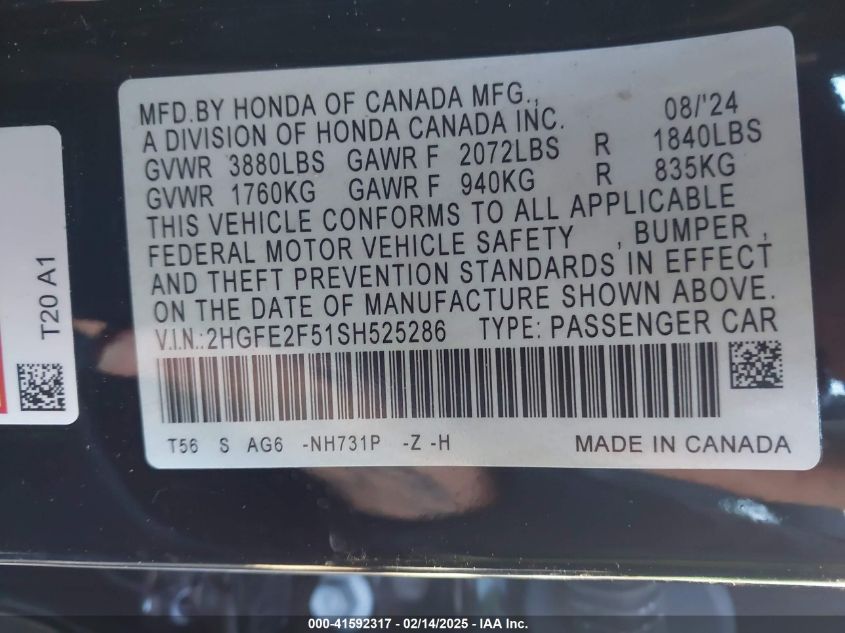 MFD.BY HONDA OF CANADA MFG., 08/'24
A DIVISION OF HONDA CANADA INC.
GVWR 3880LBS GAWR F 2072LBS R 1840LBS
GVWR 1760KG GAWR F 940KG R 835KG
THIS VEHICLE CONFORMS TO ALL APPLICABLE
FEDERAL MOTOR VEHICLE SAFETY , BUMPER ,
AND THEFT PREVENTION STANDARDS IN EFFECT
ON THE DATE OF MANUFACTURE SHOWN ABOVE.
V.I.N.:2HGFE2F51SH525286 TYPE: PASSENGER CAR
T56 S AG6 -NH731P -Z -H MADE IN CANADA
T20 A1
000-41592317 - 02/14/2025 - IAA Inc.